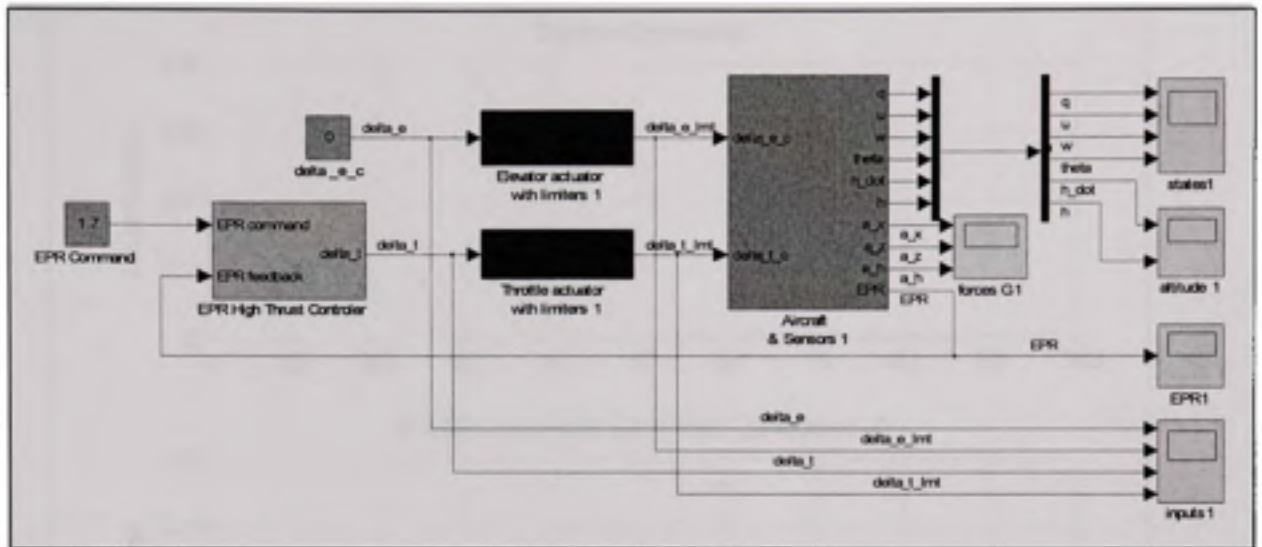 0
delta_e_c
delta_e
1.7
EPR Command
EPR command
EPR feedback
delta_t
EPR High Thrust Controler
delta_t
Elevator actuator
with limiters 1
Throttle actuator
with limiters 1
delta_e_lmt
delta_t_lmt
delta_e_c
delta_t_c
q
u
w
theta
h_dot
h
a_x
a_z
a_h
EPR
Aircraft
& Sensors 1
a_x
a_z
a_h
EPR
forces G1
q
u
w
theta
h_dot
h
states1
altitude 1
EPR
EPR1
delta_e
delta_e_lmt
delta_t
delta_t_lmt
inputs 1